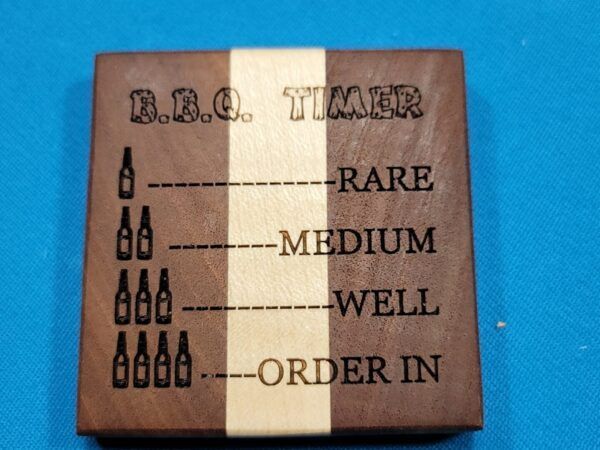 B.B.Q. TIMER
-----------------RARE
---------MEDIUM
-------------WELL
-----ORDER IN